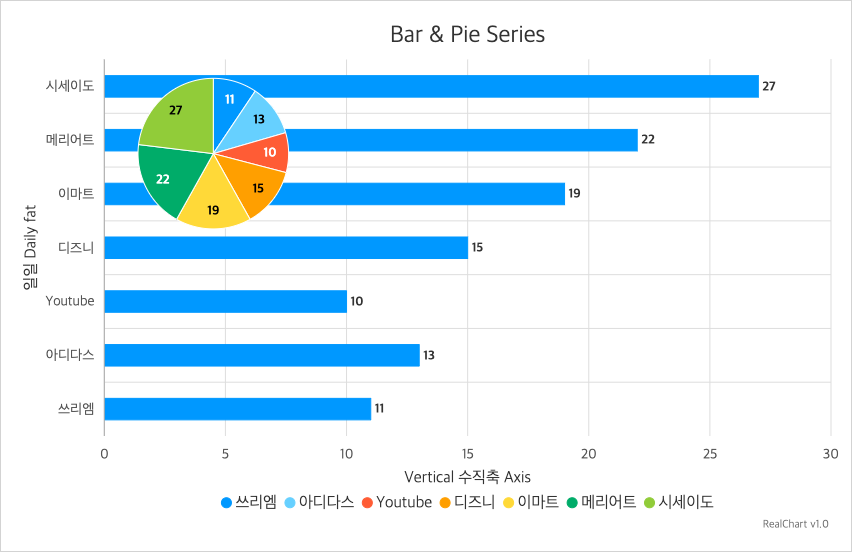 Bar & Pie Series
일일 Daily fat
시세이도
27
메리어트
22
이마트
19
디즈니
15
Youtube
10
아디다스
13
쓰리엠
11
11
13
10
15
19
22
27
0 5 10 15 20 25 30
Vertical 수직축 Axis
쓰리엠 아디다스 Youtube 디즈니 이마트 메리어트 시세이도
RealChart v1.0